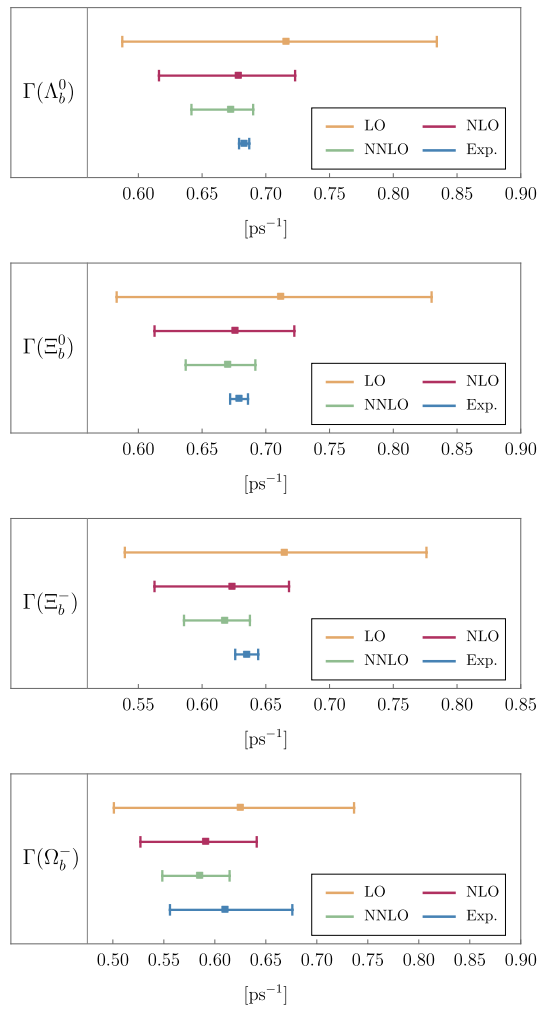 Γ(Λ_b^0)
LO NLO
NNLO Exp.
0.60 0.65 0.70 0.75 0.80 0.85 0.90
[ps⁻¹]
Γ(Ξ_b^0)
LO NLO
NNLO Exp.
0.60 0.65 0.70 0.75 0.80 0.85 0.90
[ps⁻¹]
Γ(Ξ_b^−)
LO NLO
NNLO Exp.
0.55 0.60 0.65 0.70 0.75 0.80 0.85
[ps⁻¹]
Γ(Ω_b^−)
LO NLO
NNLO Exp.
0.50 0.55 0.60 0.65 0.70 0.75 0.80 0.85 0.90
[ps⁻¹]